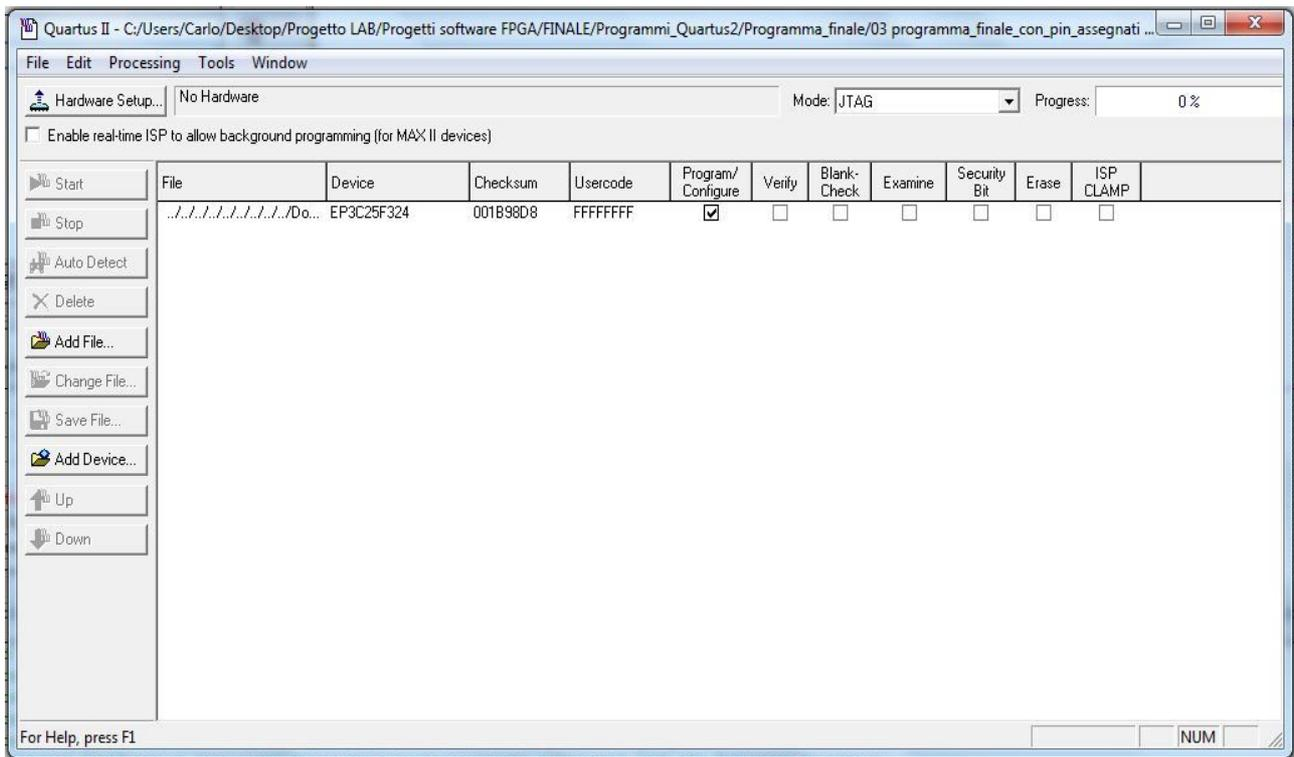 Quartus II - C:/Users/Carlo/Desktop/Progetto LAB/Progetti software FPGA/FINALE/Programmi_Quartus2/Programma_finale/03 programma_finale_con_pin_assegnati ...
File Edit Processing Tools Window
Hardware Setup... No Hardware Mode: JTAG Progress: 0 %
Enable real-time ISP to allow background programming (for MAX II devices)
Start
Stop
Auto Detect
Delete
Add File...
Change File...
Save File...
Add Device...
Up
Down
File Device Checksum Usercode Program/ Configure Verify Blank- Check Examine Security Bit Erase ISP CLAMP
../../../../../../../../../Do... EP3C25F324 001B98D8 FFFFFFFF
For Help, press F1 NUM